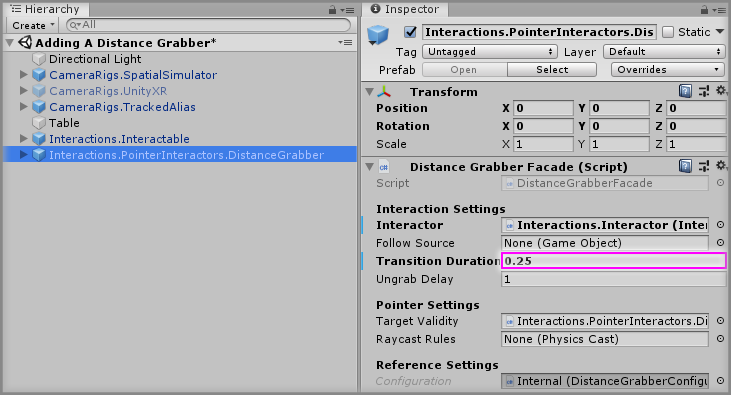 Hierarchy
Create
All
Adding A Distance Grabber*
Directional Light
CameraRigs.SpatialSimulator
CameraRigs.UnityXR
CameraRigs.TrackedAlias
Table
Interactions.Interactable
Interactions.PointerInteractors.DistanceGrabber
Inspector
Interactions.PointerInteractors.Dis
Static
Tag Untagged Layer Default
Prefab Open Select Overrides
Transform
Position X 0 Y 0 Z 0
Rotation X 0 Y 0 Z 0
Scale X 1 Y 1 Z 1
Distance Grabber Facade (Script)
Script DistanceGrabberFacade
Interaction Settings
Interactor Interactions.Interactor (Inter
Follow Source None (Game Object)
Transition Duration 0.25
Ungrab Delay 1
Pointer Settings
Target Validity Interactions.PointerInteractors.Di
Raycast Rules None (Physics Cast)
Reference Settings
Configuration Internal (DistanceGrabberConfigu